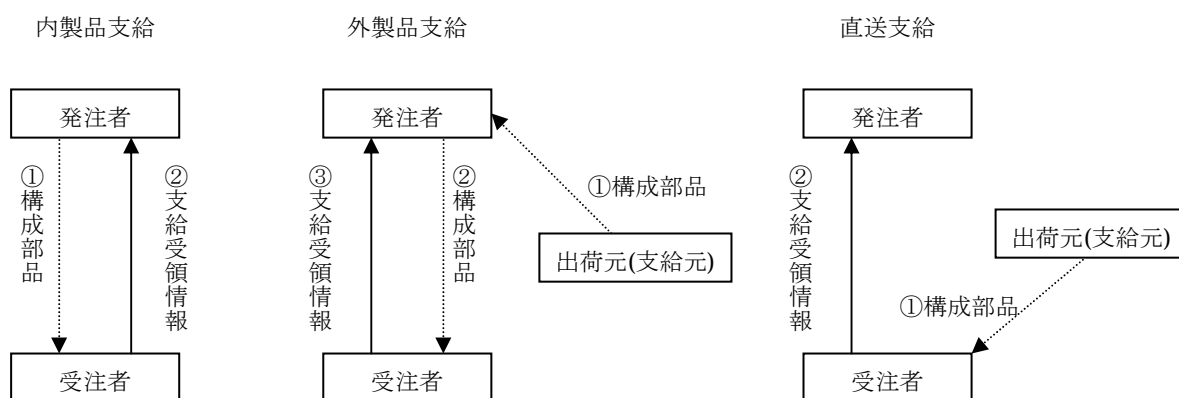 内製品支給
発注者
①構成部品
②支給受領情報
受注者
外製品支給
発注者
③支給受領情報
②構成部品
①構成部品
出荷元(支給元)
受注者
直送支給
発注者
②支給受領情報
出荷元(支給元)
①構成部品
受注者